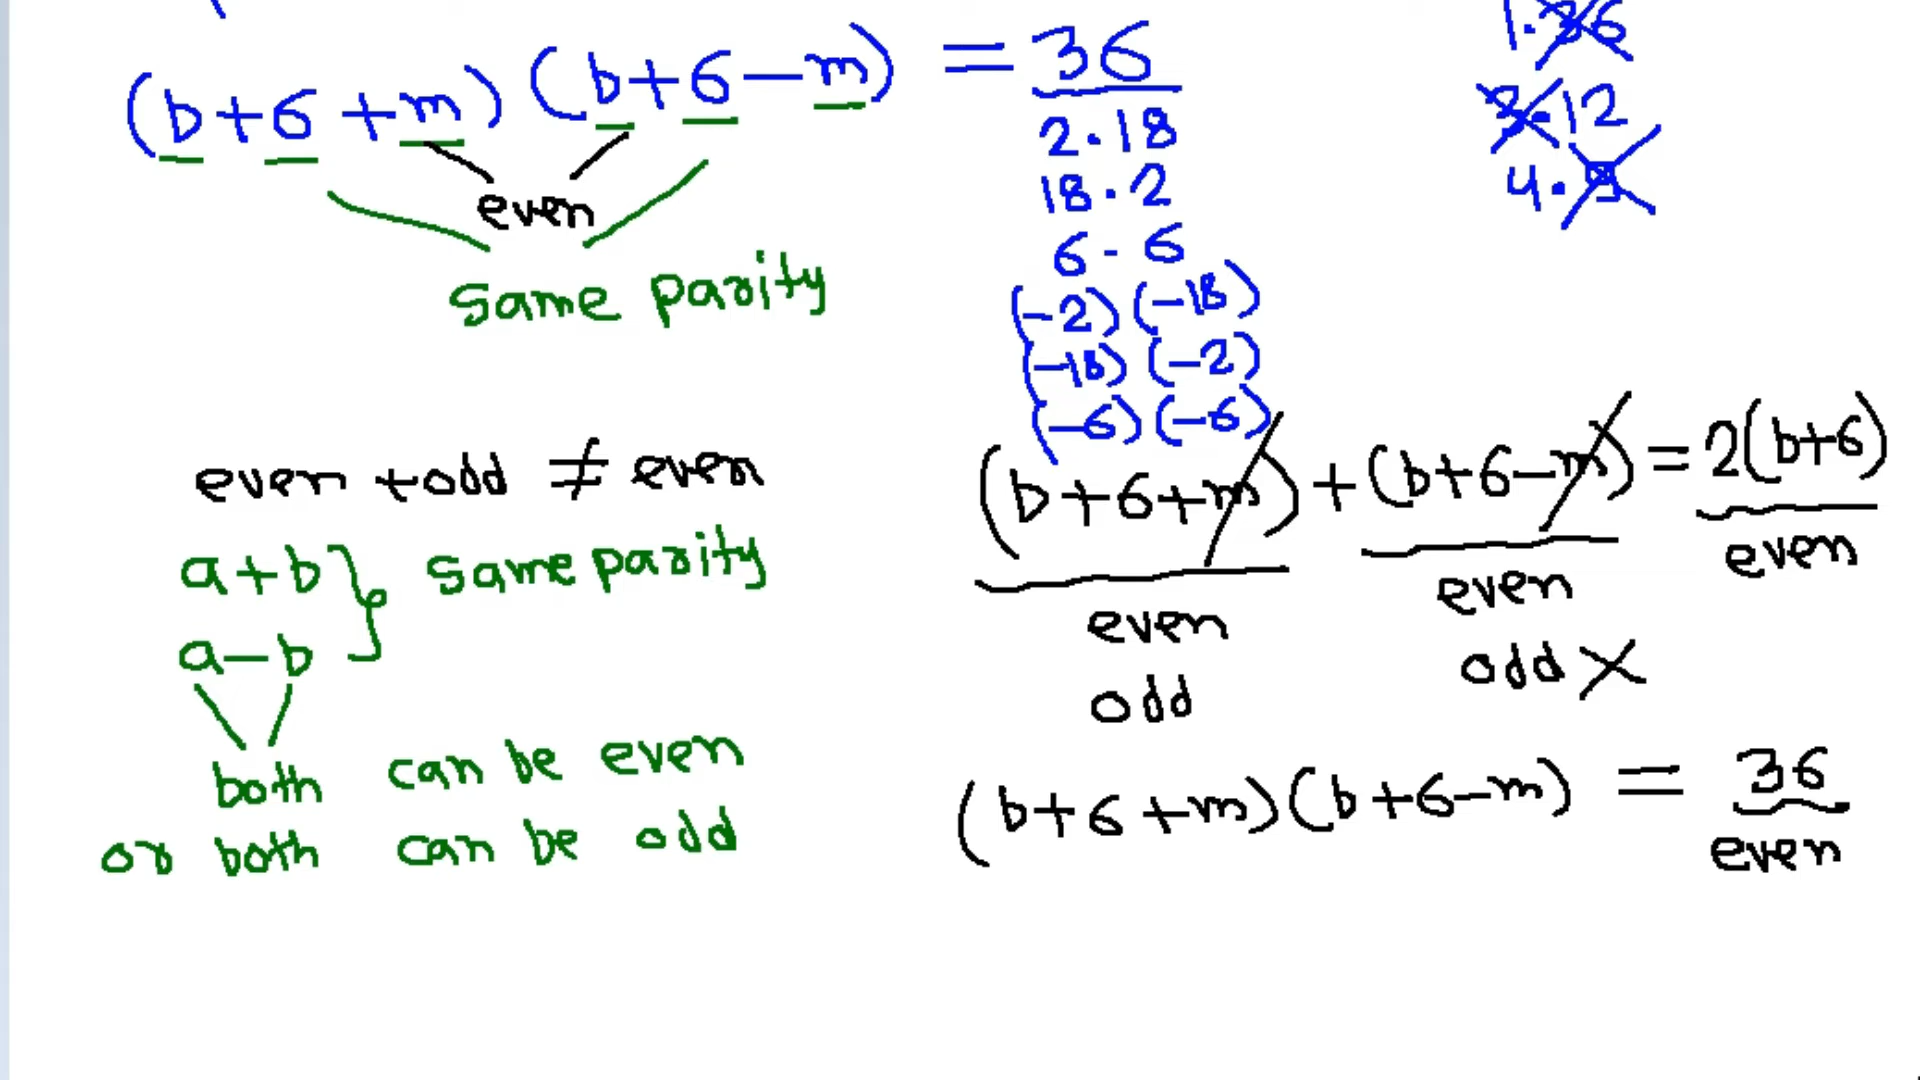 (b+6+m)(b+6-m) = 36
even
same parity
2.18
18.2
6-6
(-2)(-18)
(-18)(-2)
(-6)(-6)
1.36
3.12
4.9
even + odd ≠ even
a+b } same parity
a-b
both can be even
or both can be odd
(b+6+m)+(b+6-m)=2(b+6)
even even even
odd odd ×
(b+6+m)(b+6-m) = 36
even